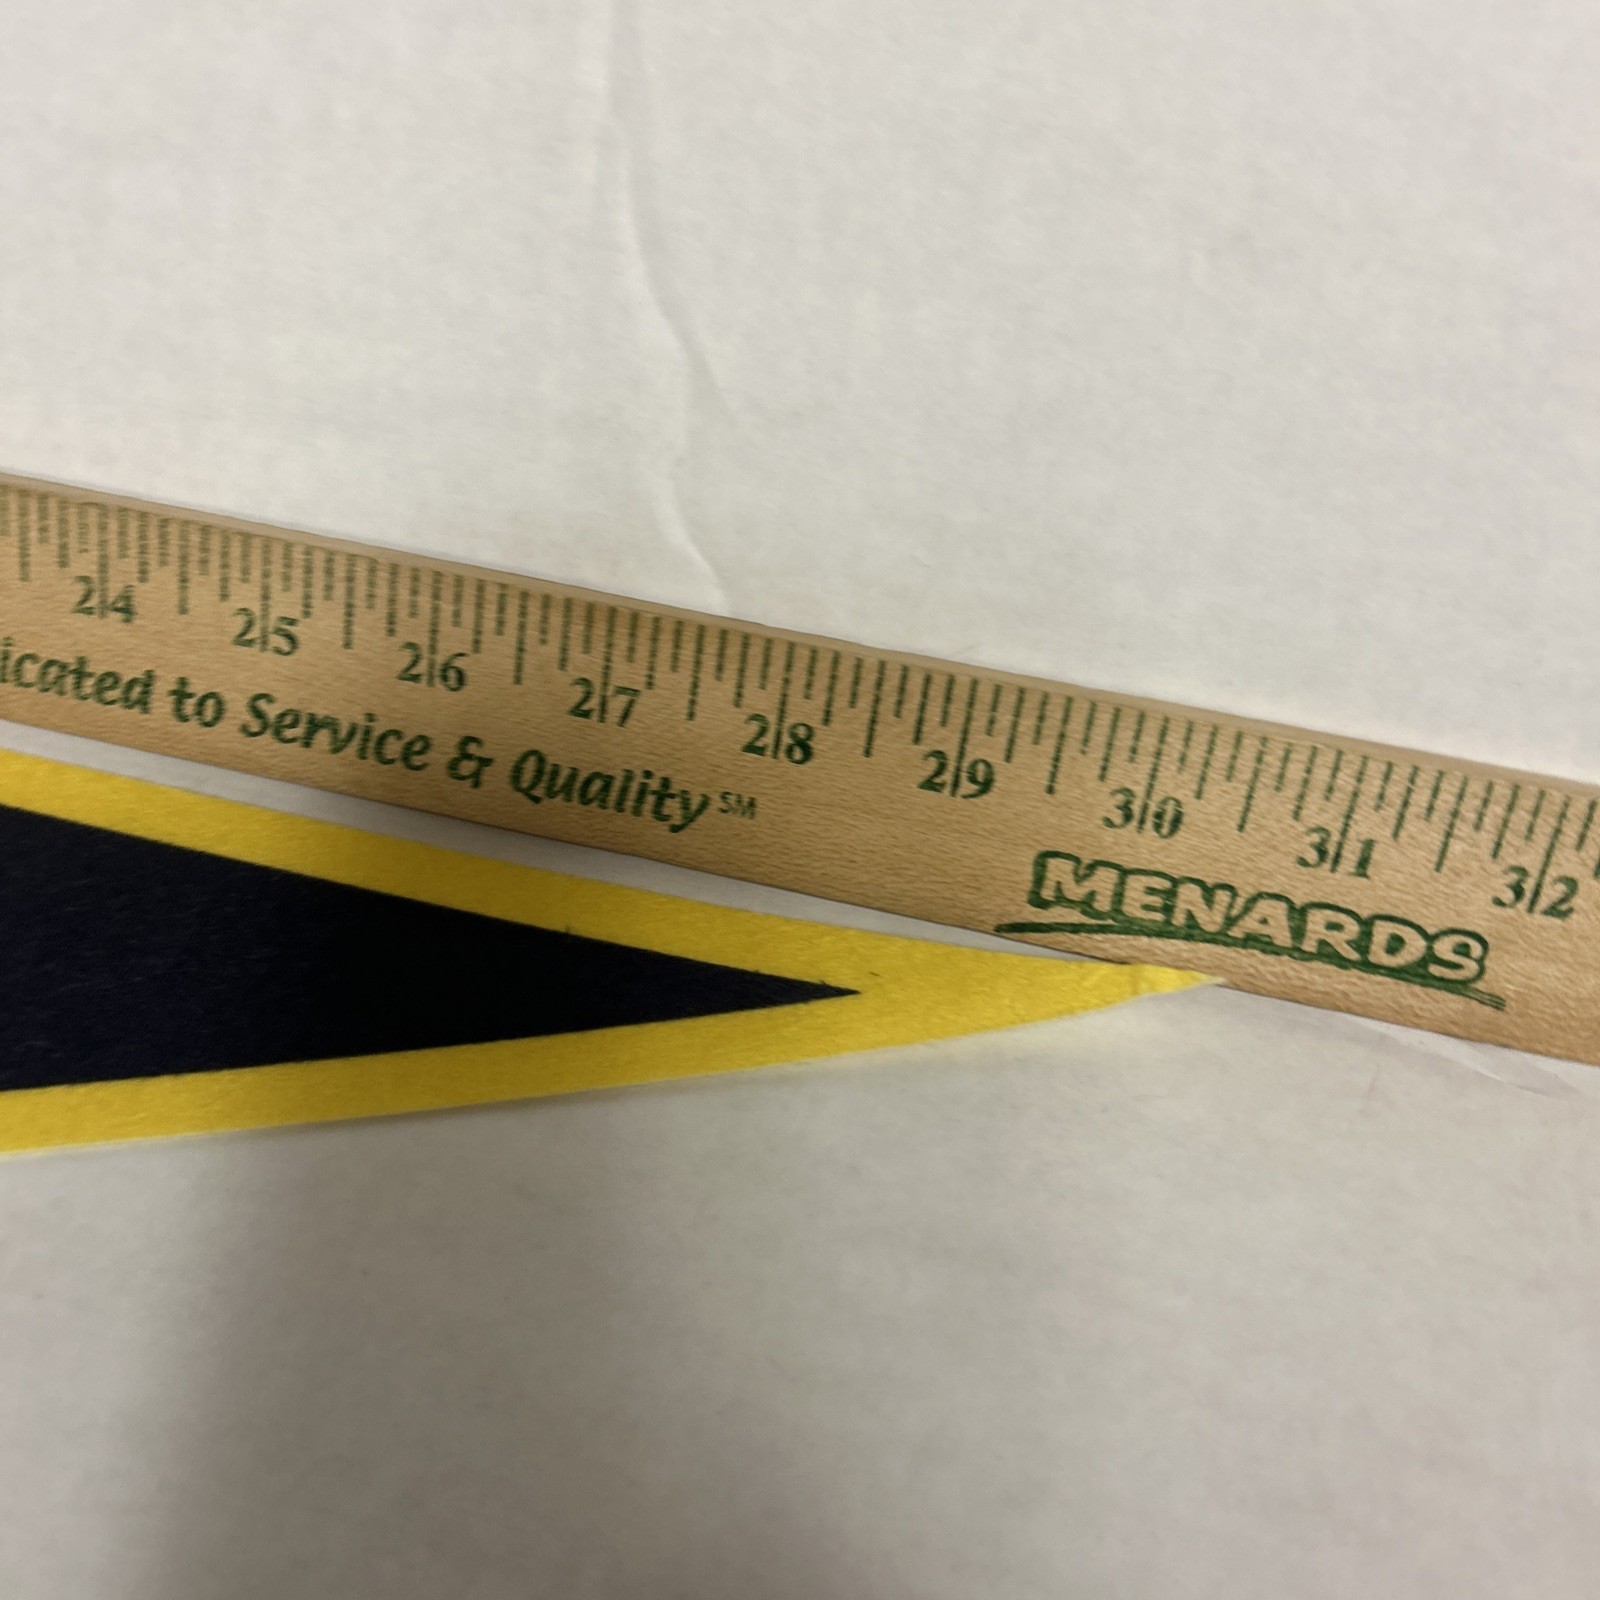 24 25 26 27 28 29 30 31 32
icated to Service & Quality SM
MENARDS